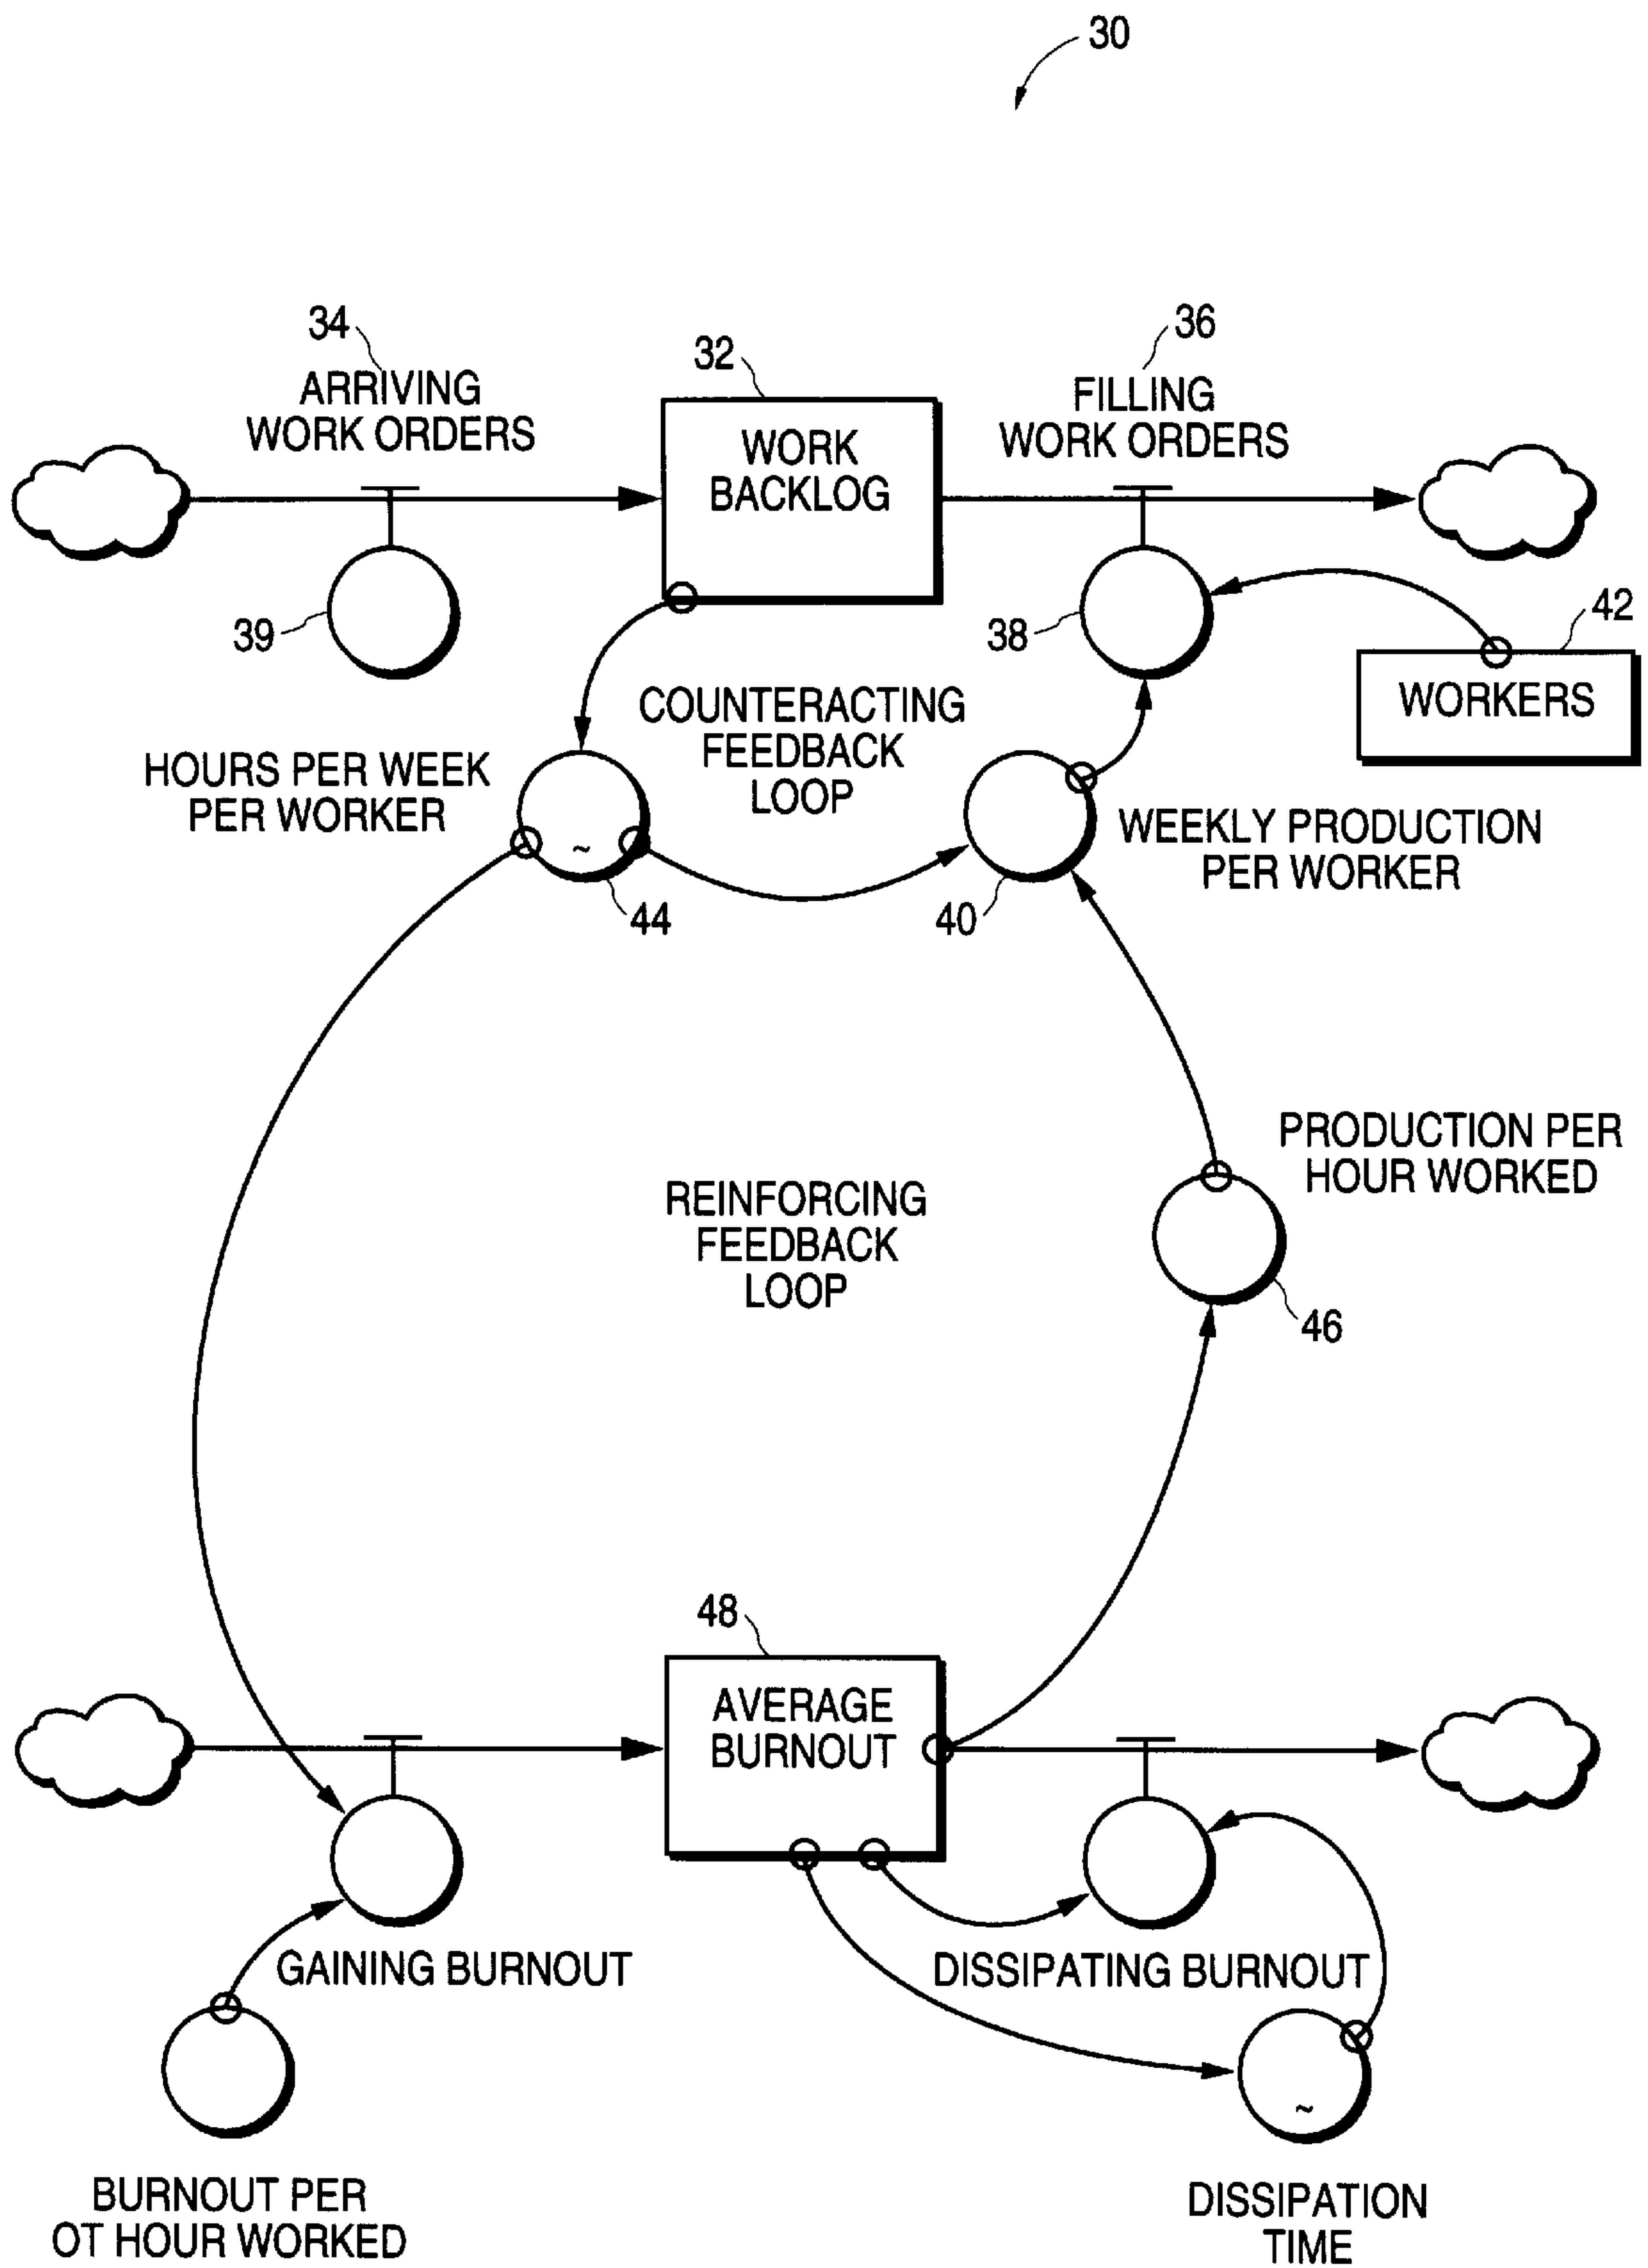 30
34
ARRIVING
WORK ORDERS
32
WORK
BACKLOG
36
FILLING
WORK ORDERS
39
38
42
WORKERS
COUNTERACTING
FEEDBACK
LOOP
HOURS PER WEEK
PER WORKER
~
44
40
WEEKLY PRODUCTION
PER WORKER
PRODUCTION PER
HOUR WORKED
REINFORCING
FEEDBACK
LOOP
46
48
AVERAGE
BURNOUT
GAINING BURNOUT
DISSIPATING BURNOUT
~
BURNOUT PER
OT HOUR WORKED
DISSIPATION
TIME